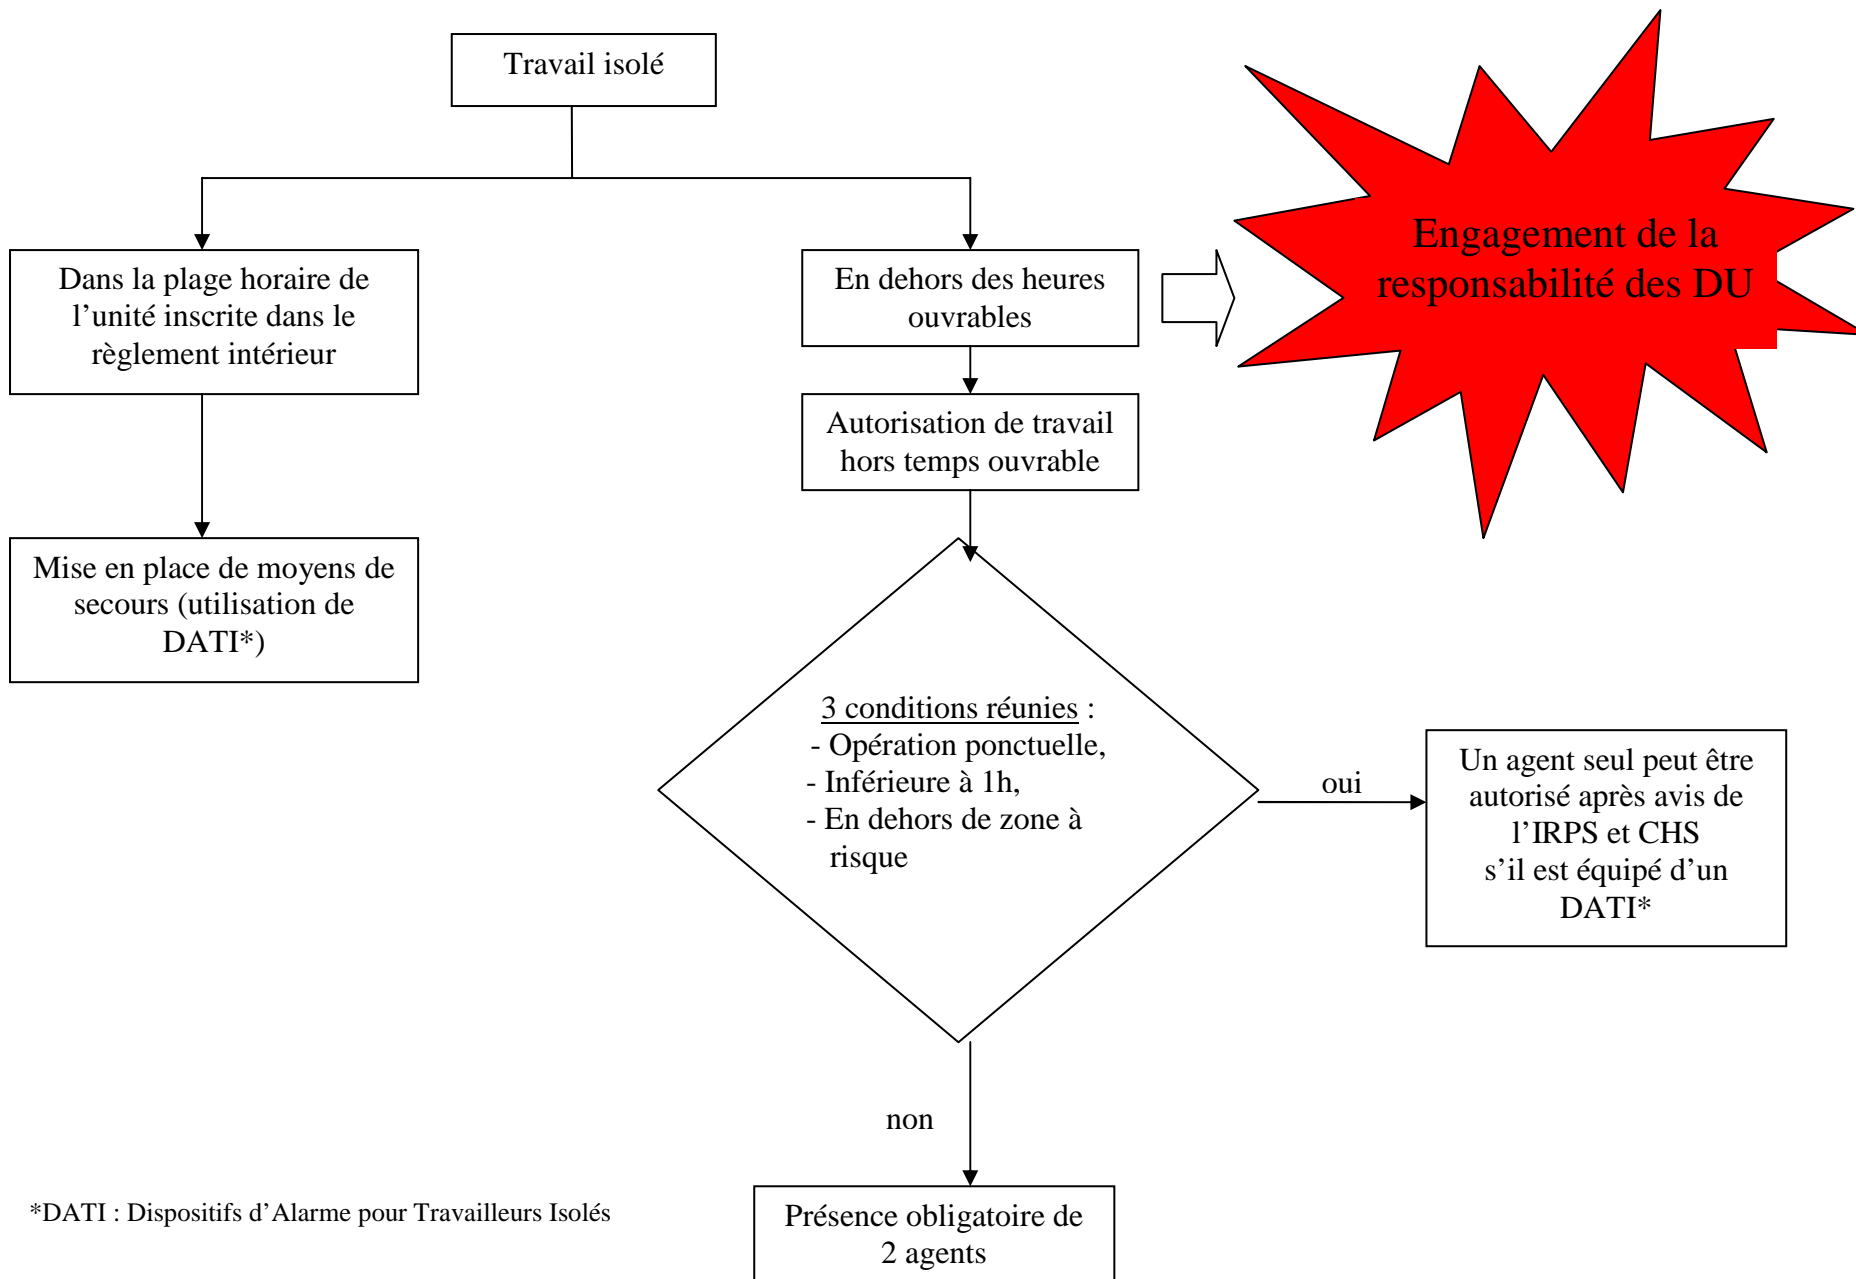 Travail isolé
Engagement de la
responsabilité des DU
Dans la plage horaire de
l’unité inscrite dans le
règlement intérieur
En dehors des heures
ouvrables
Autorisation de travail
hors temps ouvrable
Mise en place de moyens de
secours (utilisation de
DATI*)
3 conditions réunies :
- Opération ponctuelle,
- Inférieure à 1h,
- En dehors de zone à
risque
oui
Un agent seul peut être
autorisé après avis de
l’IRPS et CHS
s’il est équipé d’un
DATI*
non
Présence obligatoire de
2 agents
*DATI : Dispositifs d’Alarme pour Travailleurs Isolés